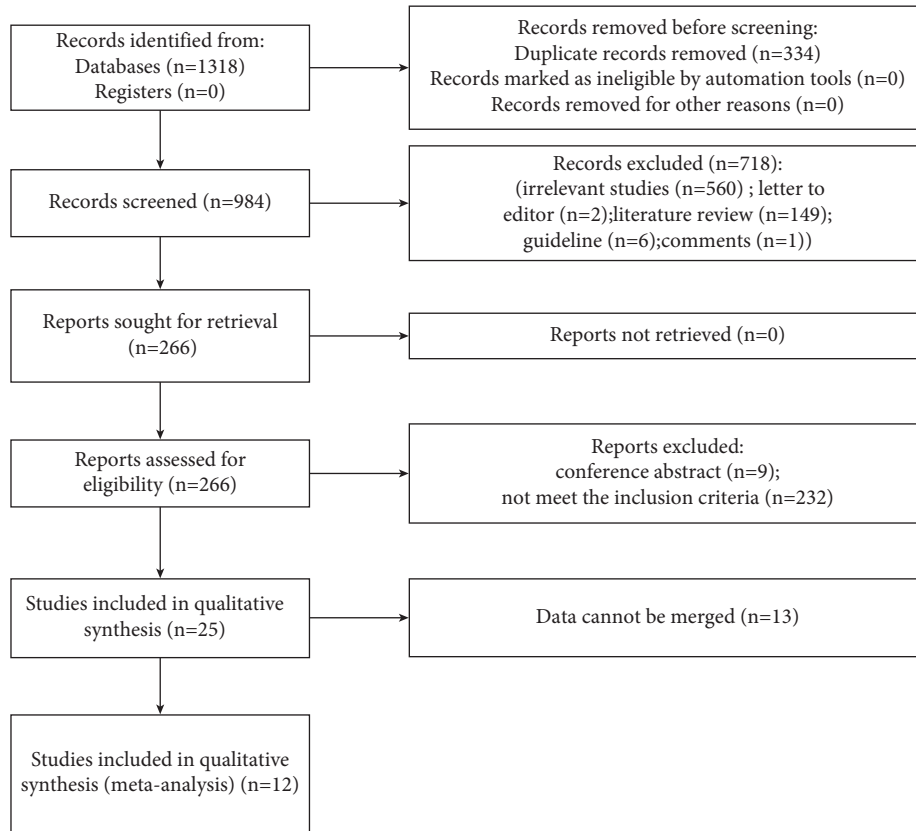 Records identified from:
Databases (n=1318)
Registers (n=0)
Records removed before screening:
Duplicate records removed (n=334)
Records marked as ineligible by automation tools (n=0)
Records removed for other reasons (n=0)
Records screened (n=984)
Records excluded (n=718):
(irrelevant studies (n=560) ; letter to
editor (n=2);literature review (n=149);
guideline (n=6);comments (n=1))
Reports sought for retrieval
(n=266)
Reports not retrieved (n=0)
Reports assessed for
eligibility (n=266)
Reports excluded:
conference abstract (n=9);
not meet the inclusion criteria (n=232)
Studies included in qualitative
synthesis (n=25)
Data cannot be merged (n=13)
Studies included in qualitative
synthesis (meta-analysis) (n=12)